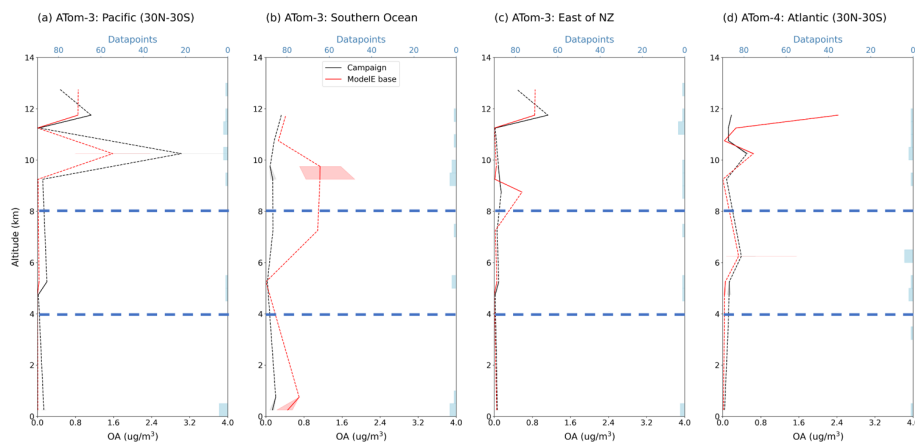 (a) ATom-3: Pacific (30N-30S)
Datapoints
80 60 40 20 0
14
12
10
8
6
4
2
0
Altitude (km)
0.0 0.8 1.6 2.4 3.2 4.0
OA (ug/m³)
(b) ATom-3: Southern Ocean
Datapoints
80 60 40 20 0
Campaign
ModelE base
14
12
10
8
6
4
2
0
0.0 0.8 1.6 2.4 3.2 4.0
OA (ug/m³)
(c) ATom-3: East of NZ
Datapoints
80 60 40 20 0
14
12
10
8
6
4
2
0
0.0 0.8 1.6 2.4 3.2 4.0
OA (ug/m³)
(d) ATom-4: Atlantic (30N-30S)
Datapoints
80 60 40 20 0
14
12
10
8
6
4
2
0
0.0 0.8 1.6 2.4 3.2 4.0
OA (ug/m³)